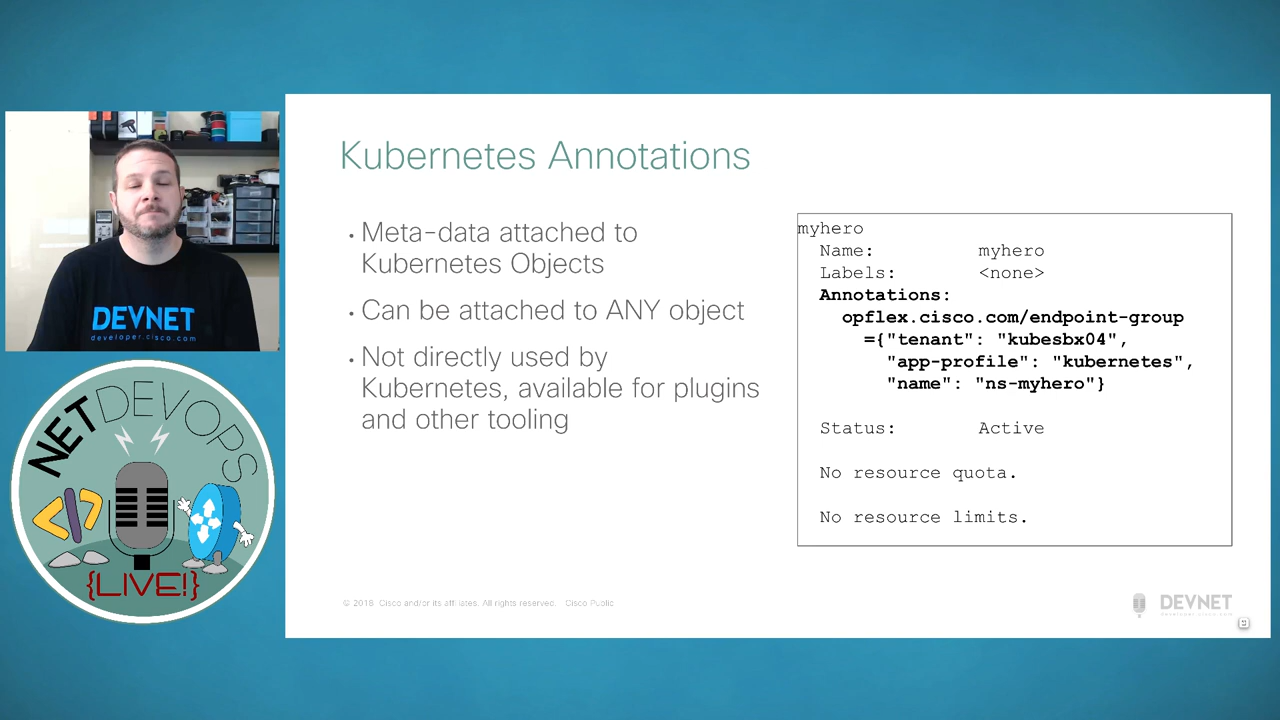 Kubernetes Annotations
• Meta-data attached to
Kubernetes Objects
• Can be attached to ANY object
• Not directly used by
Kubernetes, available for plugins
and other tooling
myhero
Name: myhero
Labels: <none>
Annotations:
opflex.cisco.com/endpoint-group
={"tenant": "kubesbx04",
"app-profile": "kubernetes",
"name": "ns-myhero"}
Status: Active
No resource quota.
No resource limits.
DEVNET
developer.cisco.com
NETDEVOPS
</>
{LIVE!}
© 2018 Cisco and/or its affiliates. All rights reserved. Cisco Public
DEVNET
developer.cisco.com